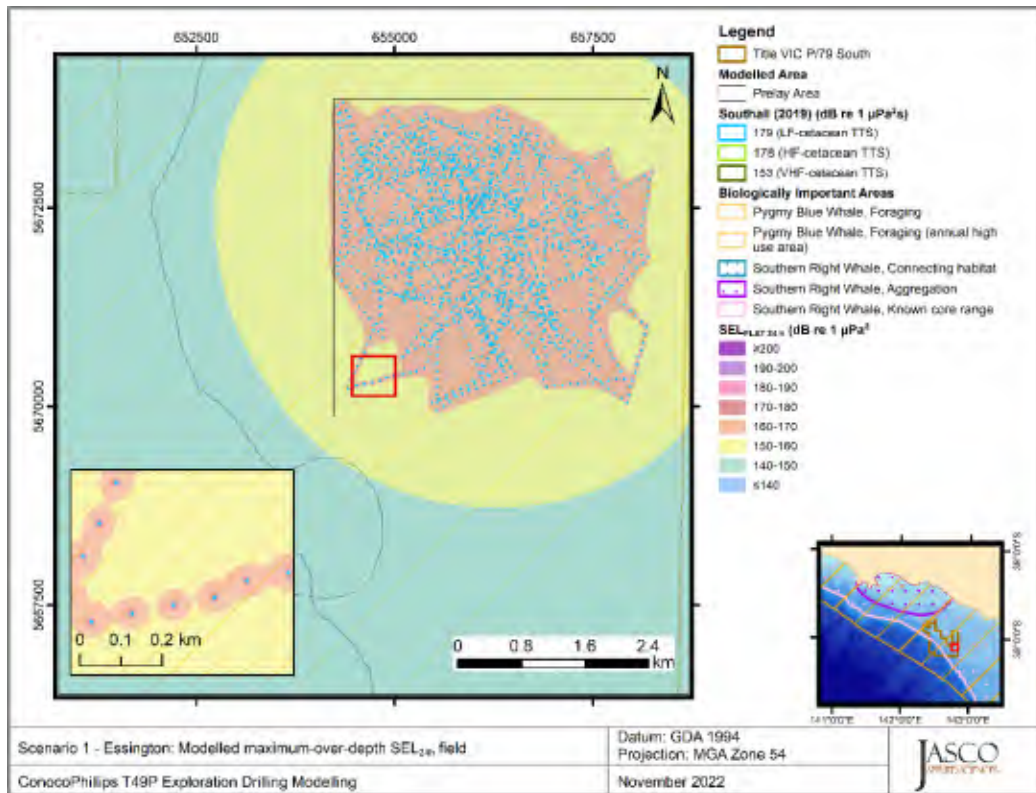 652500
655000
657500
5672500
5670000
5667500
N
0 0.1 0.2 km
0 0.8 1.6 2.4
km
Legend
Title VIC P/79 South
Modelled Area
Prelay Area
Southall (2019) (dB re 1 µPa²s)
179 (LF-cetacean TTS)
178 (HF-cetacean TTS)
153 (VHF-cetacean TTS)
Biologically Important Areas
Pygmy Blue Whale, Foraging
Pygmy Blue Whale, Foraging (annual high
use area)
Southern Right Whale, Connecting habitat
Southern Right Whale, Aggregation
Southern Right Whale, Known core range
(dB re 1 µPa²
≥200
190-200
180-190
170-180
160-170
150-160
140-150
≤140
141°0'0"E 142°0'0"E 143°0'0"E
Scenario 1 - Essington: Modelled maximum-over-depth SEL24h field
ConocoPhillips T49P Exploration Drilling Modelling
Datum: GDA 1994
Projection: MGA Zone 54
November 2022
JASCO
APPLIED SCIENCES